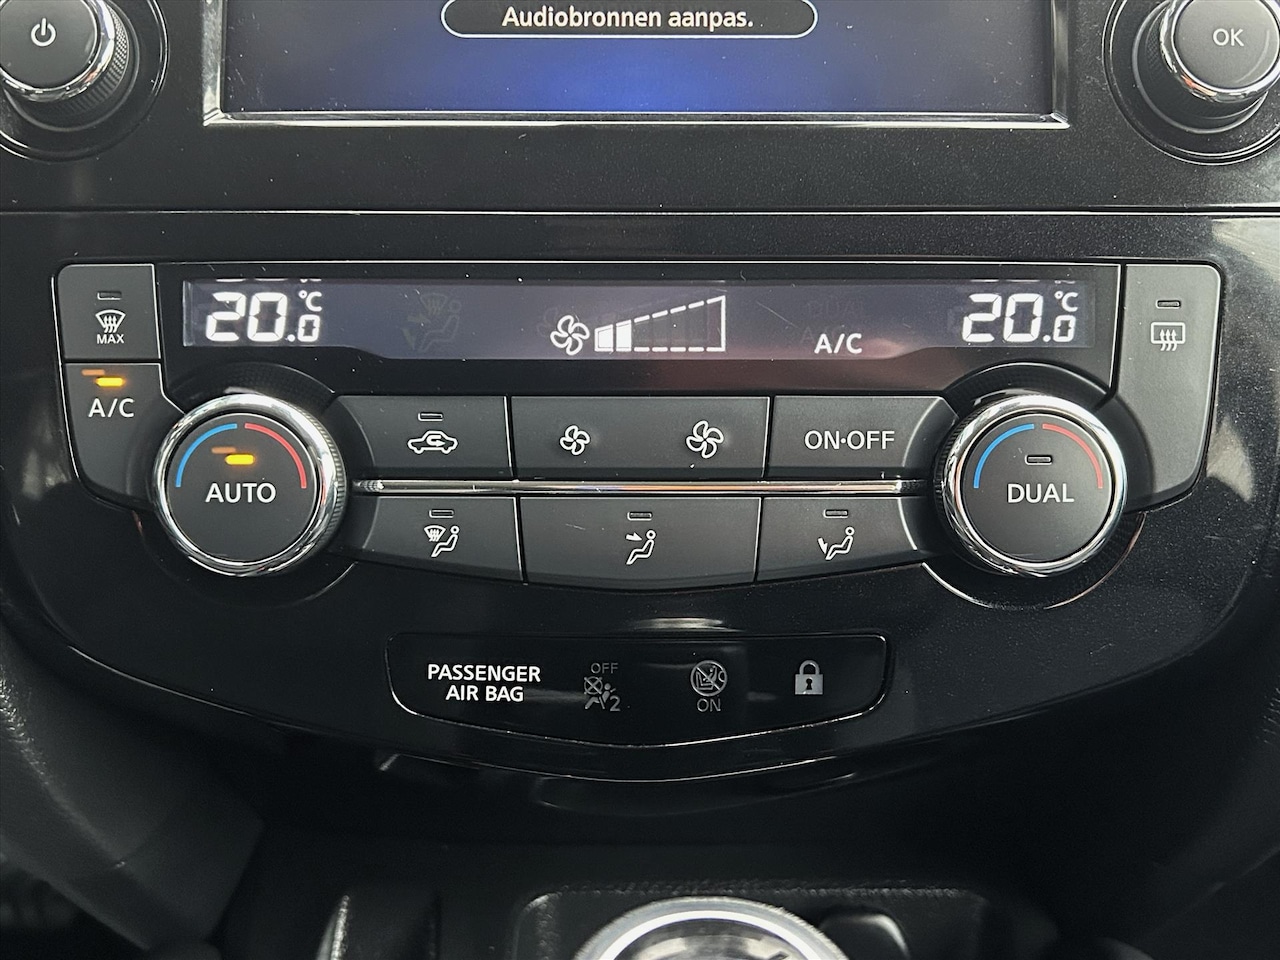 Audiobronnen aanpas.
OK
20.0 °C
A/C
20.0 °C
MAX
A/C
AUTO
ON·OFF
DUAL
PASSENGER
AIR BAG
OFF
2
ON